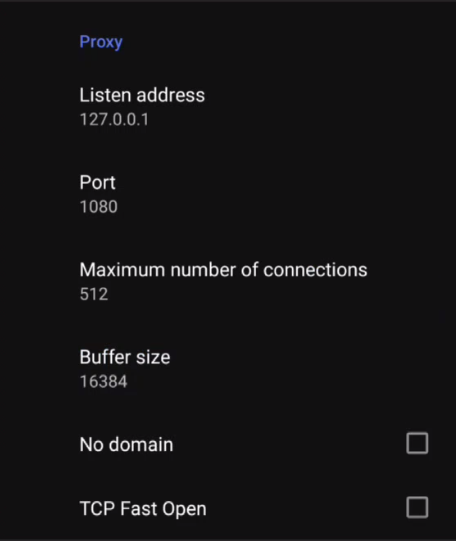 Proxy
Listen address
127.0.0.1
Port
1080
Maximum number of connections
512
Buffer size
16384
No domain
TCP Fast Open